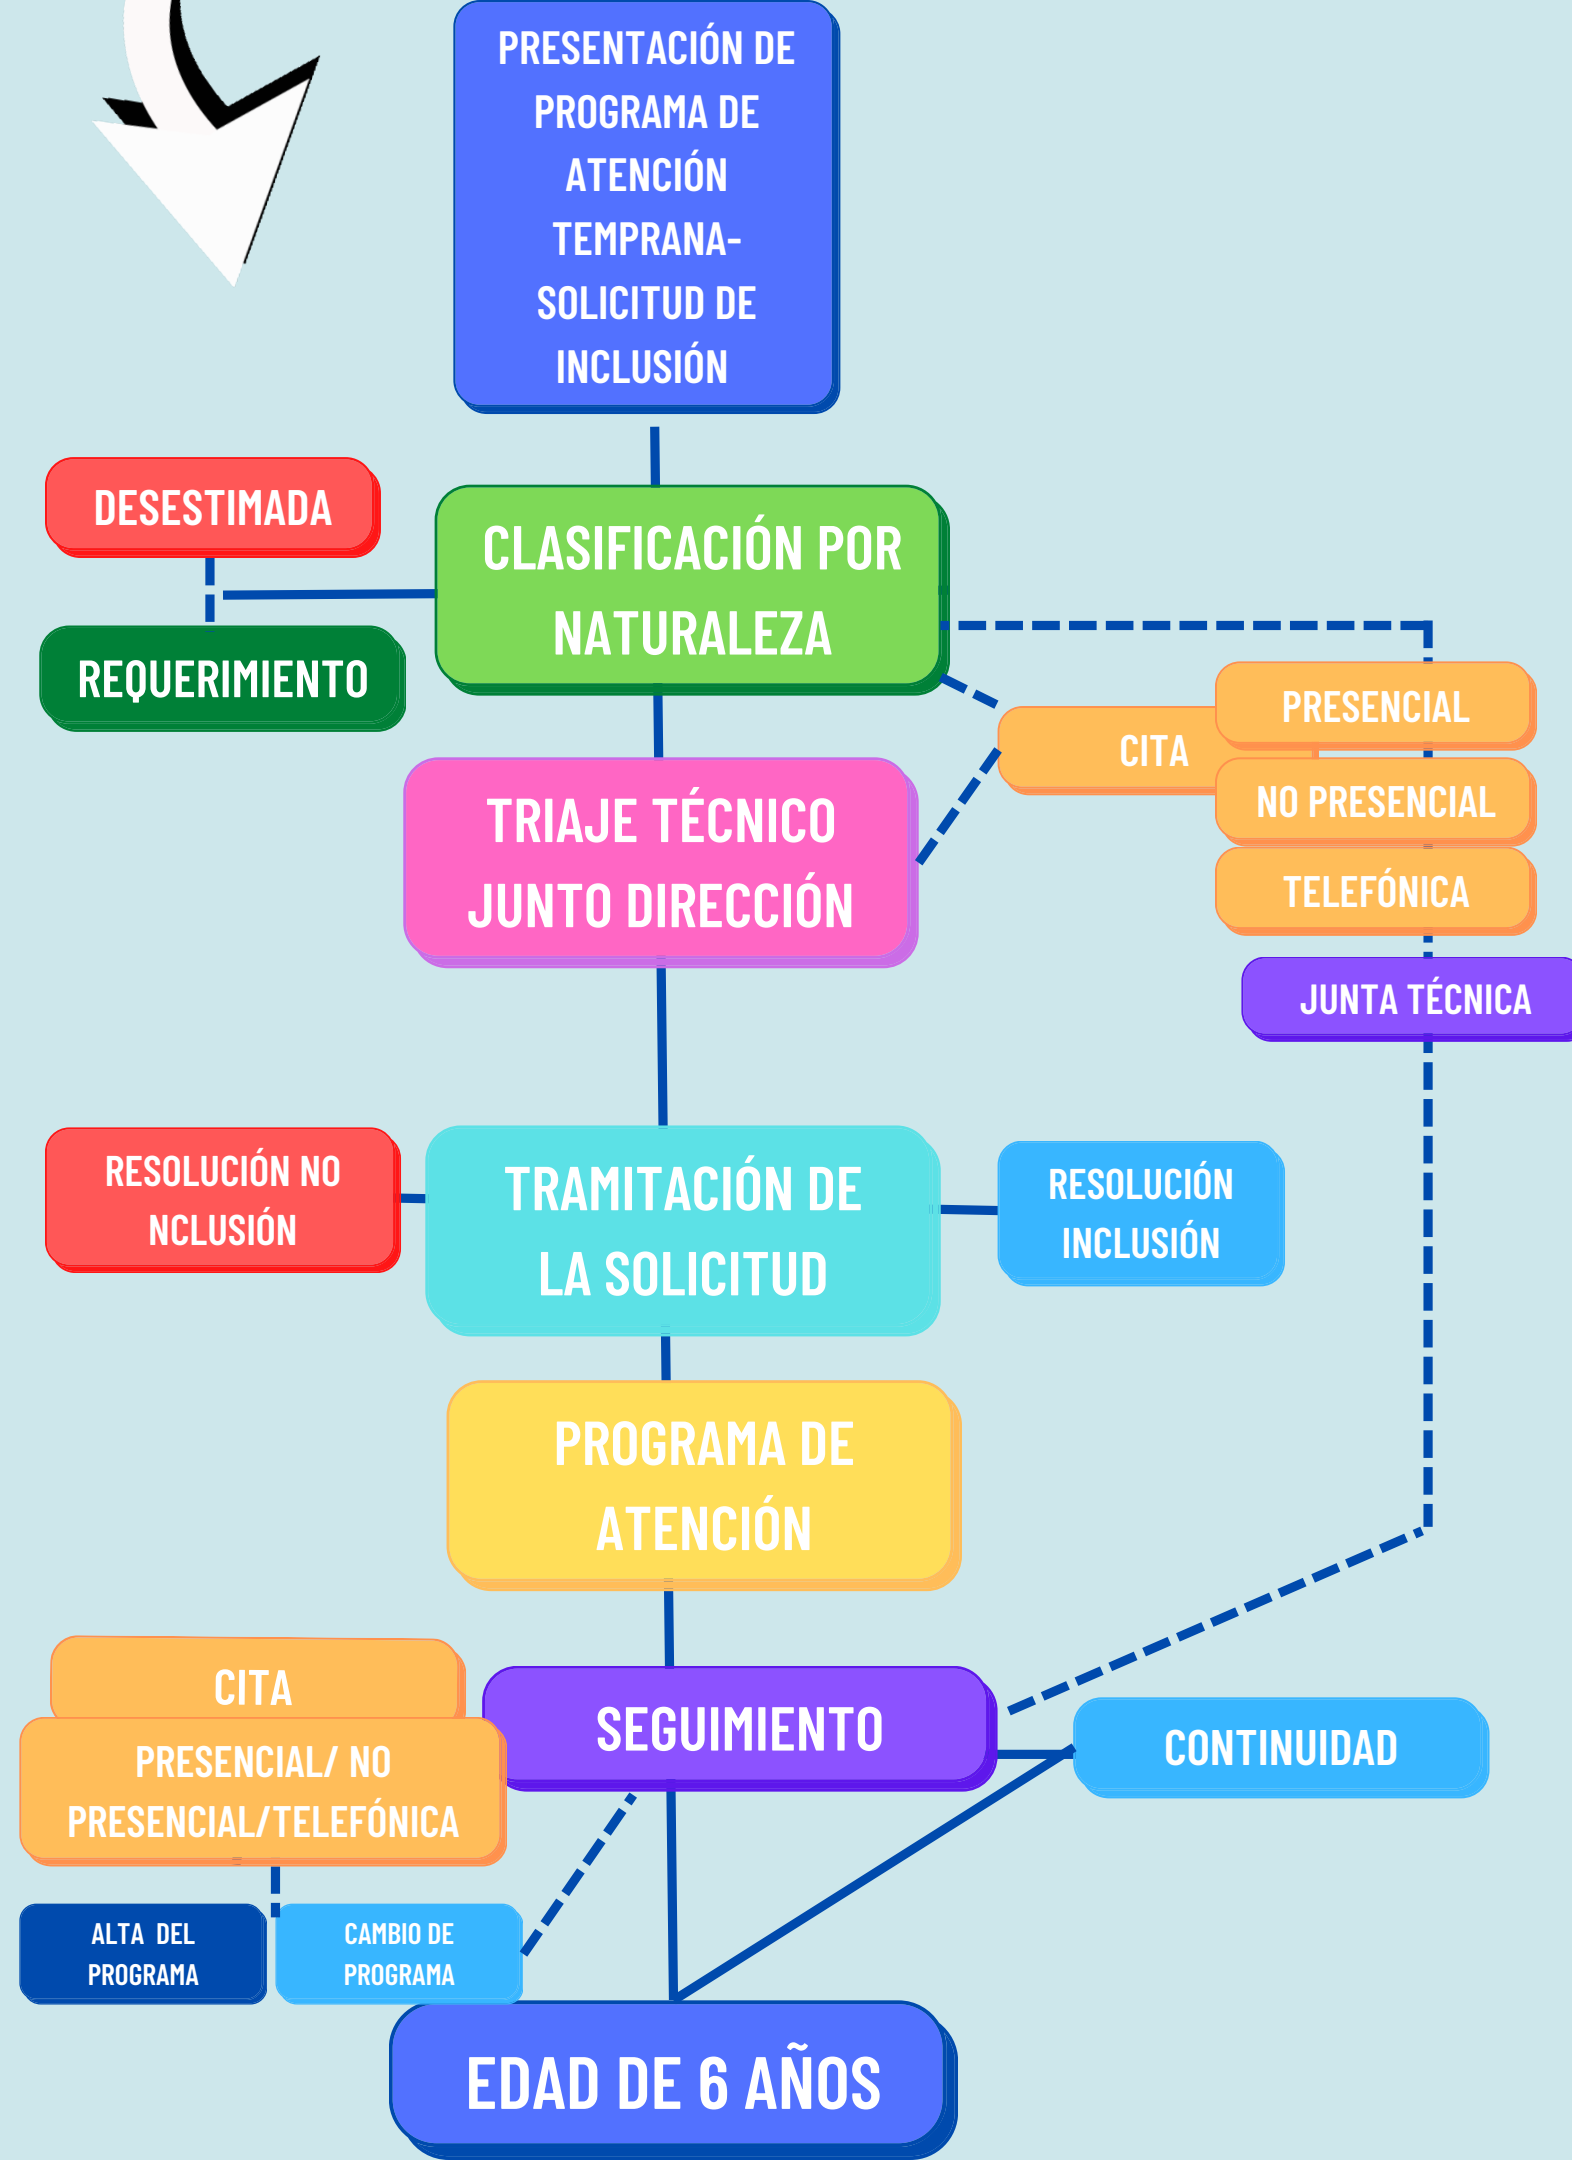 PRESENTACIÓN DE
PROGRAMA DE
ATENCIÓN
TEMPRANA-
SOLICITUD DE
INCLUSIÓN
DESESTIMADA
CLASIFICACIÓN POR
NATURALEZA
REQUERIMIENTO
PRESENCIAL
CITA
NO PRESENCIAL
TELEFÓNICA
TRIAJE TÉCNICO
JUNTO DIRECCIÓN
JUNTA TÉCNICA
RESOLUCIÓN NO
NCLUSIÓN
TRAMITACIÓN DE
LA SOLICITUD
RESOLUCIÓN
INCLUSIÓN
PROGRAMA DE
ATENCIÓN
CITA
PRESENCIAL/ NO
PRESENCIAL/TELEFÓNICA
SEGUIMIENTO
CONTINUIDAD
ALTA  DEL
PROGRAMA
CAMBIO DE
PROGRAMA
EDAD DE 6 AÑOS